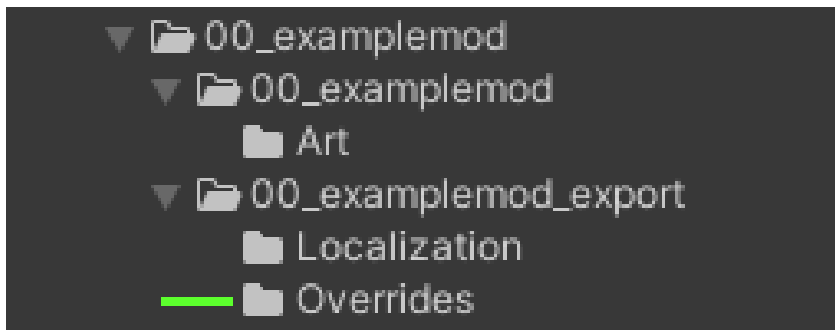 00_examplemod
00_examplemod
Art
00_examplemod_export
Localization
Overrides